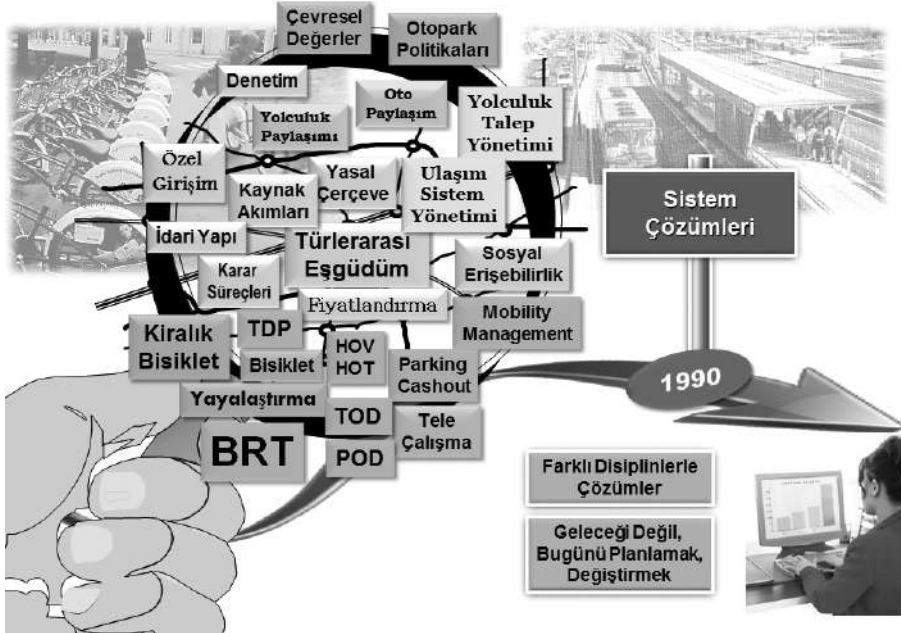 Çevresel
Değerler
Otopark
Politikaları
Denetim
Oto
Paylaşım
Yolculuk
Talep
Yönetimi
Yolculuk
Paylaşımı
Özel
Girişim
Yasal
Çerçeve
Ulaşım
Sistem
Yönetimi
Kaynak
Akımları
Sistem
Çözümleri
İdari Yapı
Türlerarası
Eşgüdüm
Sosyal
Erişebilirlik
Karar
Süreçleri
Fiyatlandırma
Mobility
Management
Kiralık
Bisiklet
TDP
HOV
HOT
Bisiklet
Parking
Cashout
1990
Yayalaştırma
TOD
Tele
Çalışma
BRT
POD
Farklı Disiplinlerle
Çözümler
Geleceği Değil,
Bugünü Planlamak,
Değiştirmek